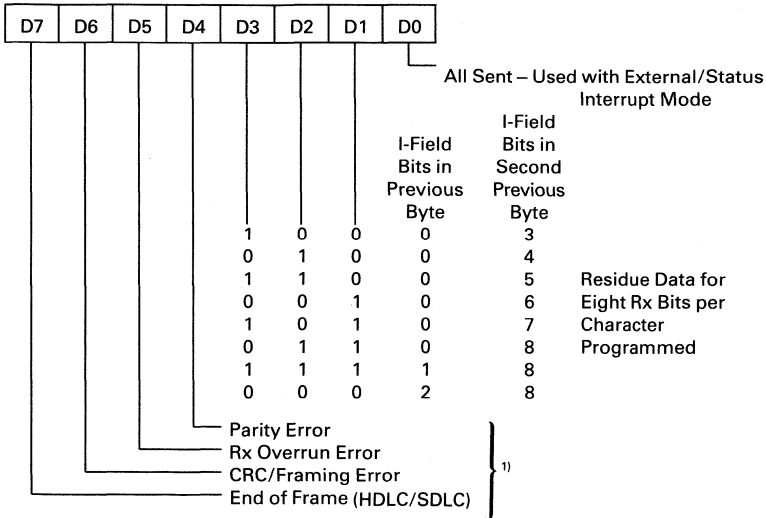 D7 D6 D5 D4 D3 D2 D1 D0
All Sent – Used with External/Status
Interrupt Mode
I-Field
Bits in
Previous
Byte
I-Field
Bits in
Second
Previous
Byte
1 0 0 0 3
0 1 0 0 4
1 1 0 0 5 Residue Data for
0 0 1 0 6 Eight Rx Bits per
1 0 1 0 7 Character
0 1 1 0 8 Programmed
1 1 1 1 8
0 0 0 2 8
Parity Error
Rx Overrun Error
CRC/Framing Error
End of Frame (HDLC/SDLC)
1)